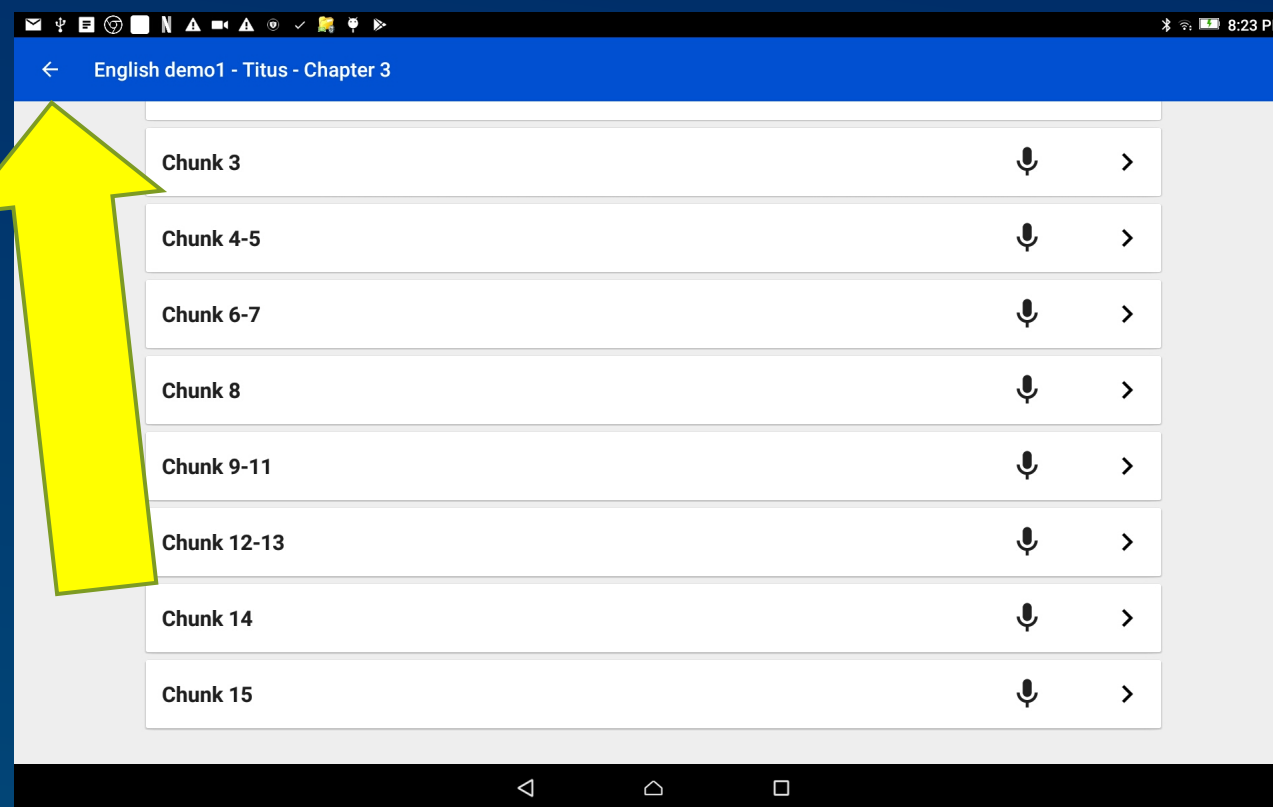 8:23 P
English demo1 - Titus - Chapter 3
Chunk 3
Chunk 4-5
Chunk 6-7
Chunk 8
Chunk 9-11
Chunk 12-13
Chunk 14
Chunk 15